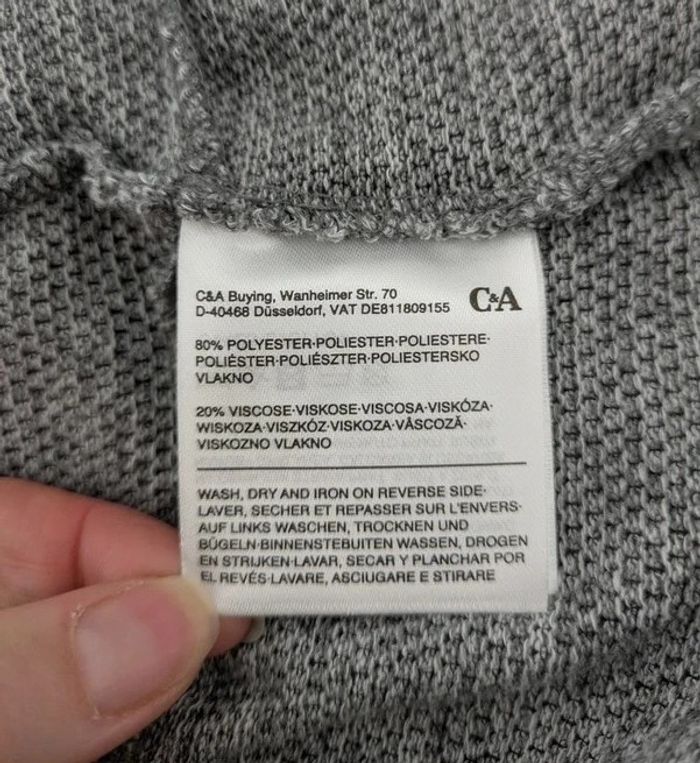 C&A Buying, Wanheimer Str. 70
D-40468 Düsseldorf, VAT DE811809155
C&A
80% POLYESTER·POLIESTER·POLIESTERE·
POLIÈSTER·POLIÉSZTER·POLIESTERSKO
VLAKNO
20% VISCOSE·VISKOSE·VISCOSA·VISKÓZA·
WISKOZA·VISZKÓZ·VISKOZA·VÂSCOZĂ·
VISKOZNO VLAKNO
WASH, DRY AND IRON ON REVERSE SIDE·
LAVER, SECHER ET REPASSER SUR L'ENVERS·
AUF LINKS WASCHEN, TROCKNEN UND
BÜGELN·BINNENSTEBUITEN WASSEN, DROGEN
EN STRIJKEN·LAVAR, SECAR Y PLANCHAR POR
EL REVÉS·LAVARE, ASCIUGARE E STIRARE